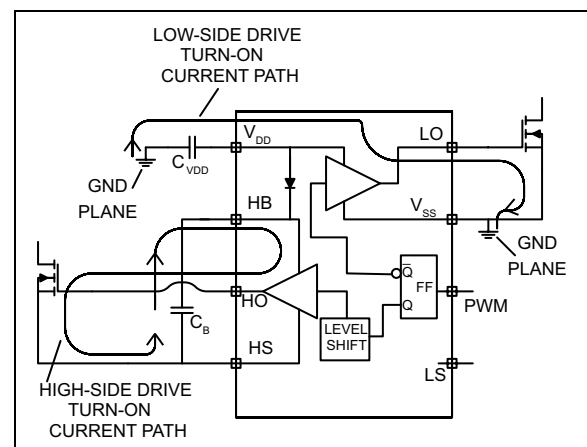 LOW-SIDE DRIVE
TURN-ON
CURRENT PATH
VDD
LO
CVDD
GND
PLANE
HB
VSS
GND
PLANE
Q̅
FF
Q
PWM
HO
CB
LEVEL
SHIFT
HS
LS
HIGH-SIDE DRIVE
TURN-ON
CURRENT PATH